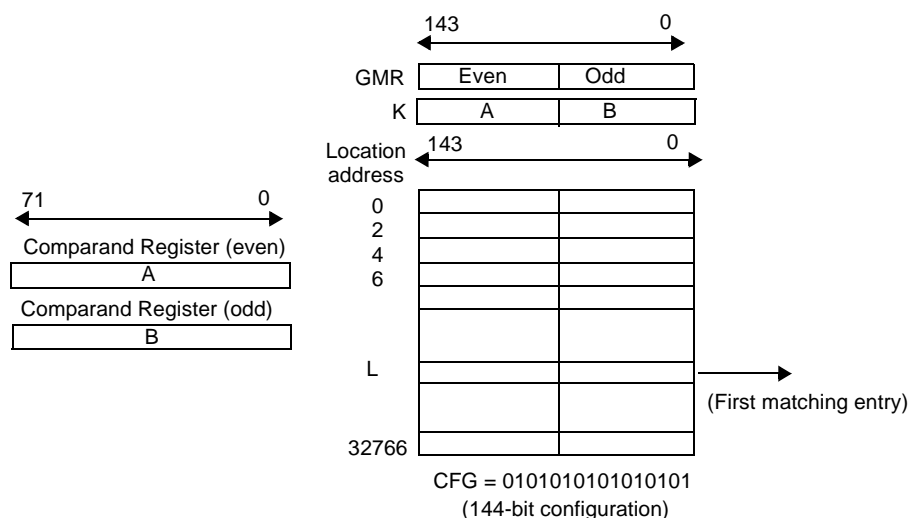 143 0
GMR Even Odd
K A B
143 0
Location
address
0
2
4
6
L
32766
(First matching entry)
CFG = 0101010101010101
(144-bit configuration)
71 0
Comparand Register (even)
A
Comparand Register (odd)
B